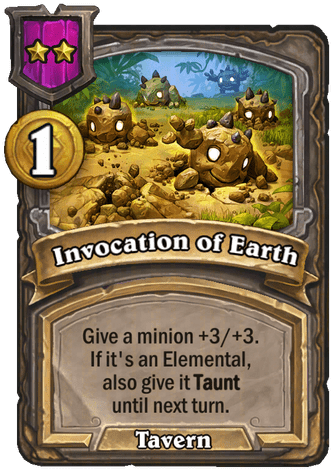 1
Invocation of Earth
Give a minion +3/+3.
If it's an Elemental,
also give it Taunt
until next turn.
Tavern